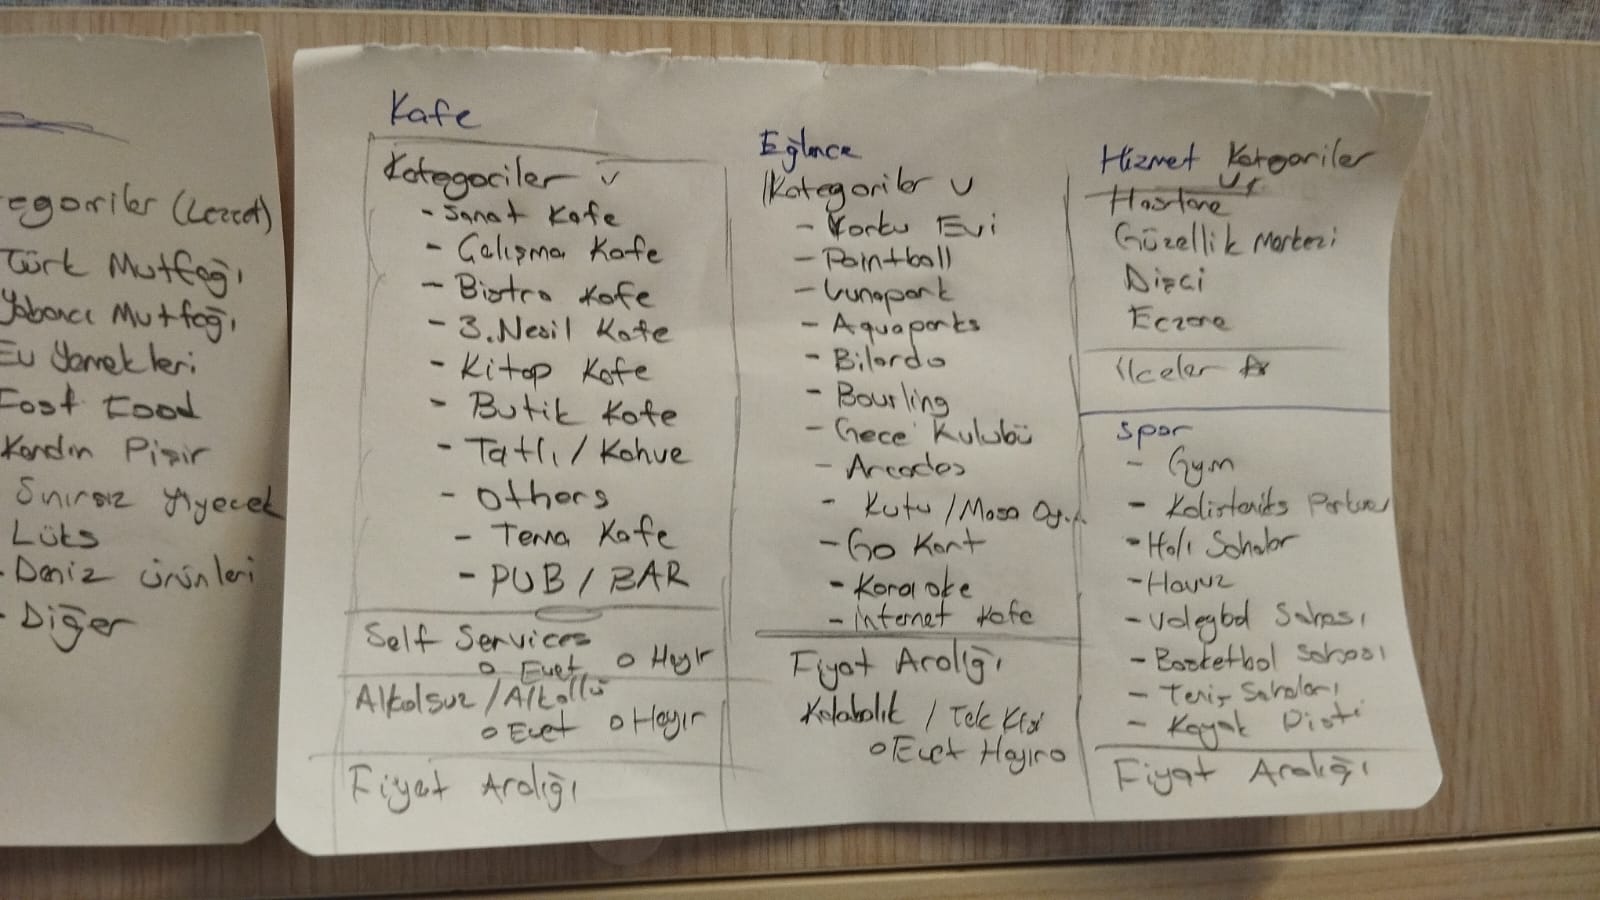 egoriler (Lezzet)
Türk Mutfağı
Yabancı Mutfağı
Ev Yemekleri
Fast Food
Kendin Pişir
Sınırsız Yiyecek
Lüks
- Deniz ürünleri
- Diğer
Kafe
Kategoriler
- Sanat Kafe
- Çalışma Kafe
- Bistro Kafe
- 3. Nesil Kafe
- Kitap Kafe
- Butik Kafe
- Tatlı / Kahve
- Others
- Tema Kafe
- PUB / BAR
Self Services
o Evet o Hayır
Alkolsuz / Alkollü
o Evet o Hayır
Fiyat Aralığı
Eğlence
Kategoriler
- Korku Evi
- Paintball
- Lunapark
- Aquaparks
- Bilardo
- Bowling
- Gece Kulubü
- Arcades
- Kutu / Masa
- Go Kart
- Karaoke
- internet Kafe
Fiyat Aralığı
Kalabalık / Tek Kişi
o Evet Hayır o
Hizmet Kategoriler
Hastane
Güzellik Merkezi
Dişçi
Eczane
ilceler
Spor
- Gym
- Kalisteniks
- Halı Sahalar
- Havuz
- Voleybol Sahası
- Basketbol Sahası
- Tenis Sahaları
- Kayak Pisti
Fiyat Aralığı